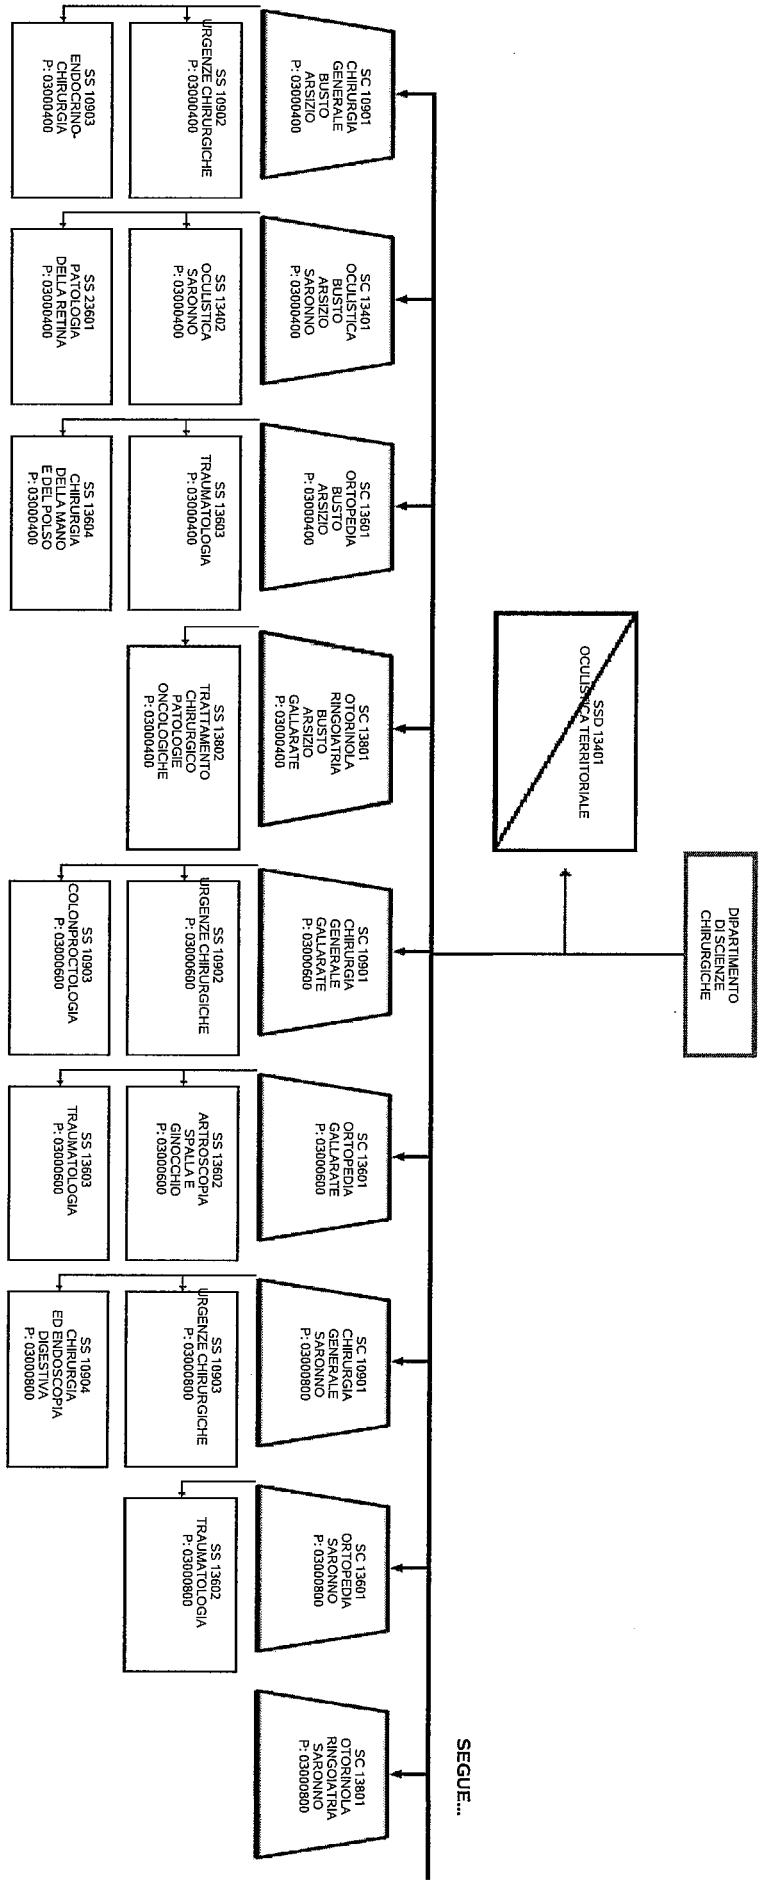 DIPARTIMENTO
DI SCIENZE
CHIRURGICHE
SSD 13401
OCULISTICA TERRITORIALE
SEGUE...
SC 10901
CHIRURGIA
GENERALE
BUSTO
ARSIZIO
P: 03000400
SS 10902
URGENZE CHIRURGICHE
P: 03000400
SS 10903
ENDOCRINO-
CHIRURGIA
P: 03000400
SC 13401
OCULISTICA
BUSTO
ARSIZIO
SARONNO
P: 03000400
SS 13402
OCULISTICA
SARONNO
P: 03000400
SS 23601
PATOLOGIA
DELLA RETINA
P: 03000400
SC 13601
ORTOPEDIA
BUSTO
ARSIZIO
P: 03000400
SS 13603
TRAUMATOLOGIA
P: 03000400
SS 13604
CHIRURGIA
DELLA MANO
E DEL POLSO
P: 03000400
SC 13801
OTORINOLA
RINGOIATRIA
BUSTO
ARSIZIO
GALLARATE
P: 03000400
SS 13802
TRATTAMENTO
CHIRURGICO
PATOLOGIE
ONCOLOGICHE
P: 03000400
SC 10901
CHIRURGIA
GENERALE
GALLARATE
P: 03000600
SS 10902
URGENZE CHIRURGICHE
P: 03000600
SS 10903
COLONPROCTOLOGIA
P: 03000600
SC 13601
ORTOPEDIA
GALLARATE
P: 03000600
SS 13602
ARTROSCOPIA
SPALLA E
GINOCCHIO
P: 03000600
SS 13603
TRAUMATOLOGIA
P: 03000600
SC 10901
CHIRURGIA
GENERALE
SARONNO
P: 03000800
SS 10903
URGENZE CHIRURGICHE
P: 03000800
SS 10904
CHIRURGIA
ED ENDOSCOPIA
DIGESTIVA
P: 03000800
SC 13601
ORTOPEDIA
SARONNO
P: 03000800
SS 13602
TRAUMATOLOGIA
P: 03000800
SC 13801
OTORINOLA
RINGOIATRIA
SARONNO
P: 03000800